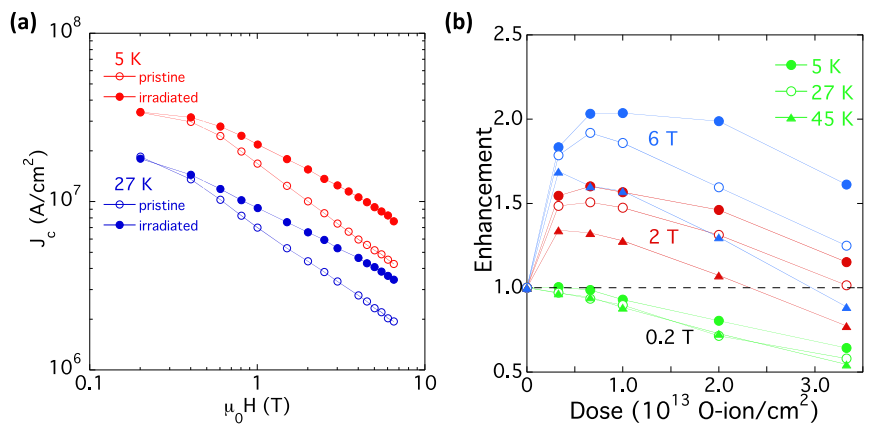 (a)
10^8
10^7
10^6
J_c (A/cm^2)
5 K
pristine
irradiated
27 K
pristine
irradiated
0.1
1
10
μ_0H (T)
(b)
2.5
2.0
1.5
1.0
0.5
Enhancement
5 K
27 K
45 K
6 T
2 T
0.2 T
0
1.0
2.0
3.0
Dose (10^13 O-ion/cm^2)